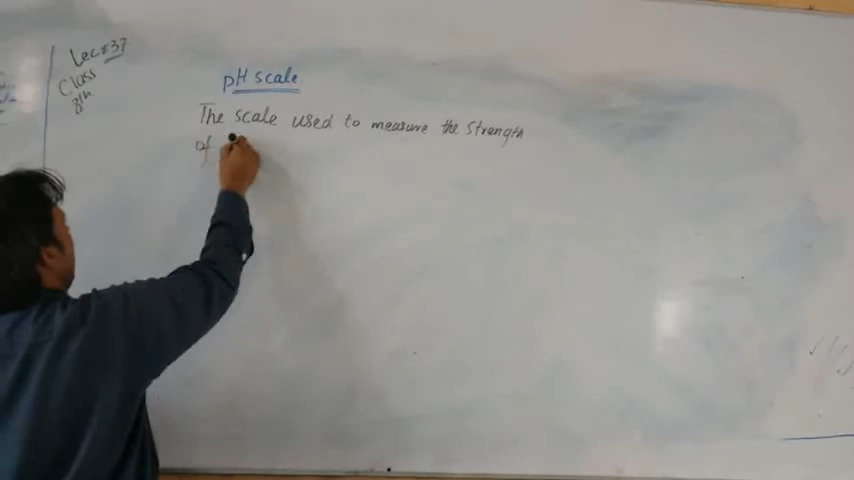 Lec#37
Class
8th
pH scale
The scale used to measure the Strength
of